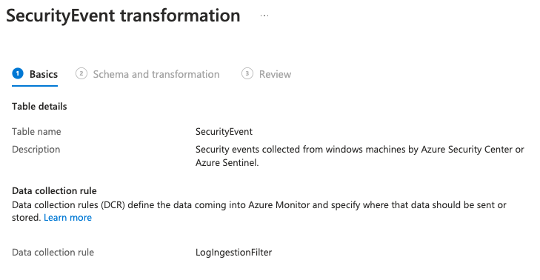 SecurityEvent transformation ...
1 Basics 2 Schema and transformation 3 Review
Table details
Table name SecurityEvent
Description Security events collected from windows machines by Azure Security Center or
Azure Sentinel.
Data collection rule
Data collection rules (DCR) define the data coming into Azure Monitor and specify where that data should be sent or
stored. Learn more
Data collection rule LogIngestionFilter